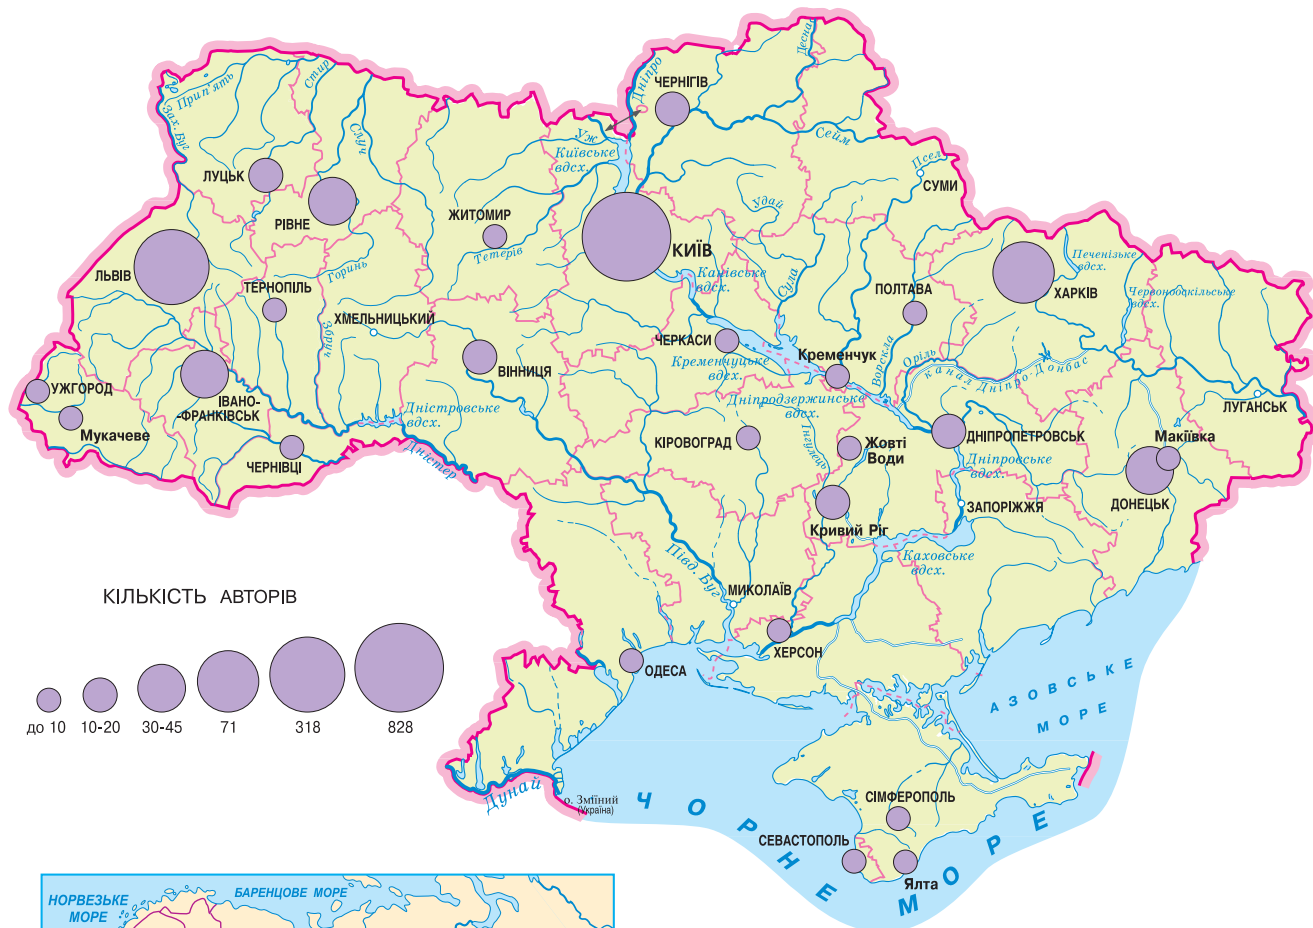 Десна
Дніпро
ЧЕРНІГІВ
Стир
Прип'ять
Зах. Буг
Случ
Уж
Сейм
Київське
вдсх.
Псел
СУМИ
ЛУЦЬК
РІВНЕ
ЖИТОМИР
Тетерів
Удай
КИЇВ
Канівське
вдсх.
Сула
Печенізьке
вдсх.
ЛЬВІВ
Горинь
ТЕРНОПІЛЬ
ПОЛТАВА
ХАРКІВ
Червонооскільське
вдсх.
ХМЕЛЬНИЦЬКИЙ
Збруч
ЧЕРКАСИ
Кременчуцьке
вдсх.
Кременчук
Ворскла
Оріль
канал Дніпро-Донбас
ВІННИЦЯ
УЖГОРОД
ІВАНО-
-ФРАНКІВСЬК
Мукачеве
Дністровське
вдсх.
Дніпродзержинське
вдсх.
ЛУГАНСЬК
ЧЕРНІВЦІ
Дністер
КІРОВОГРАД
Інгулець
Жовті
Води
ДНІПРОПЕТРОВСЬК
Макіївка
Дніпровське
вдсх.
ДОНЕЦЬК
ЗАПОРІЖЖЯ
Кривий Ріг
Півд. Буг
Каховське
вдсх.
МИКОЛАЇВ
КІЛЬКІСТЬ АВТОРІВ
ХЕРСОН
ОДЕСА
АЗОВСЬКЕ
МОРЕ
до 10
10-20
30-45
71
318
828
Дунай
о. Зміїний
(Україна)
ЧОРНЕ МОРЕ
СІМФЕРОПОЛЬ
СЕВАСТОПОЛЬ
Ялта
НОРВЕЗЬКЕ
МОРЕ
БАРЕНЦОВЕ МОРЕ